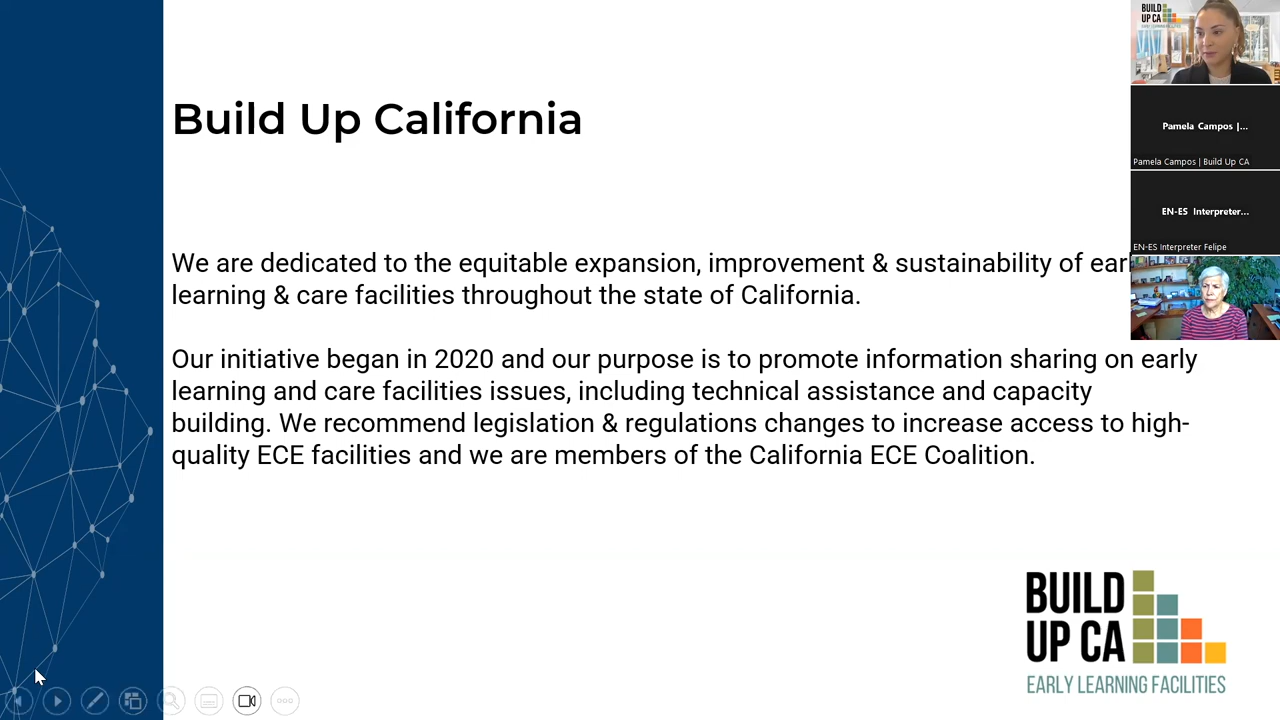 Build Up California
We are dedicated to the equitable expansion, improvement & sustainability of ear
learning & care facilities throughout the state of California.
Our initiative began in 2020 and our purpose is to promote information sharing on early
learning and care facilities issues, including technical assistance and capacity
building. We recommend legislation & regulations changes to increase access to high-
quality ECE facilities and we are members of the California ECE Coalition.
BUILD
UP CA
EARLY LEARNING FACILITIES
BUILD
UP CA
Pamela Campos |...
Pamela Campos | Build Up CA
EN-ES Interpreter...
EN-ES Interpreter Felipe